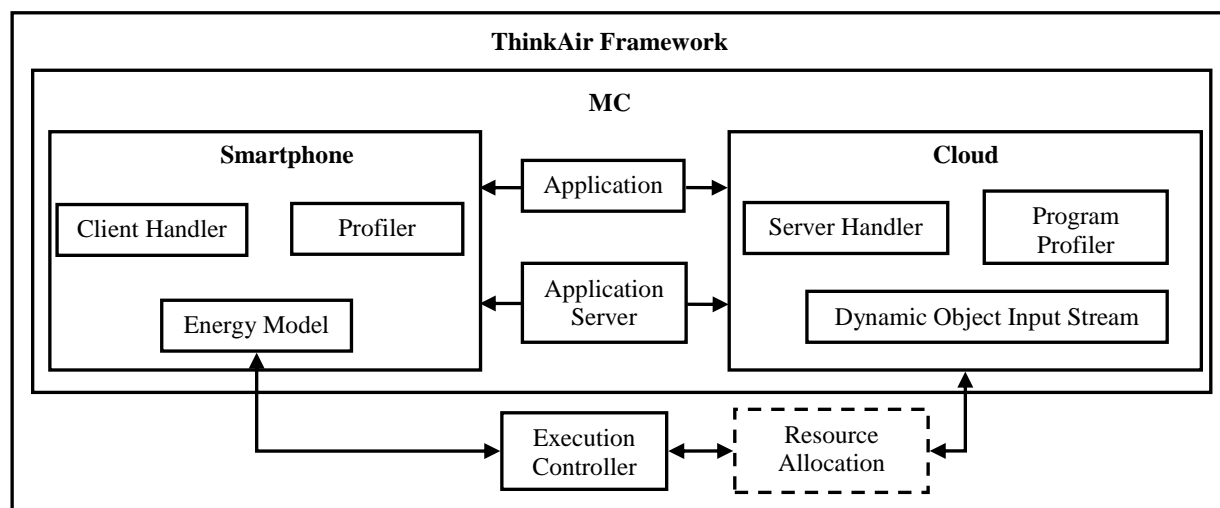 ThinkAir Framework
MC
Smartphone
Client Handler
Profiler
Energy Model
Application
Application
Server
Cloud
Server Handler
Program
Profiler
Dynamic Object Input Stream
Execution
Controller
Resource
Allocation